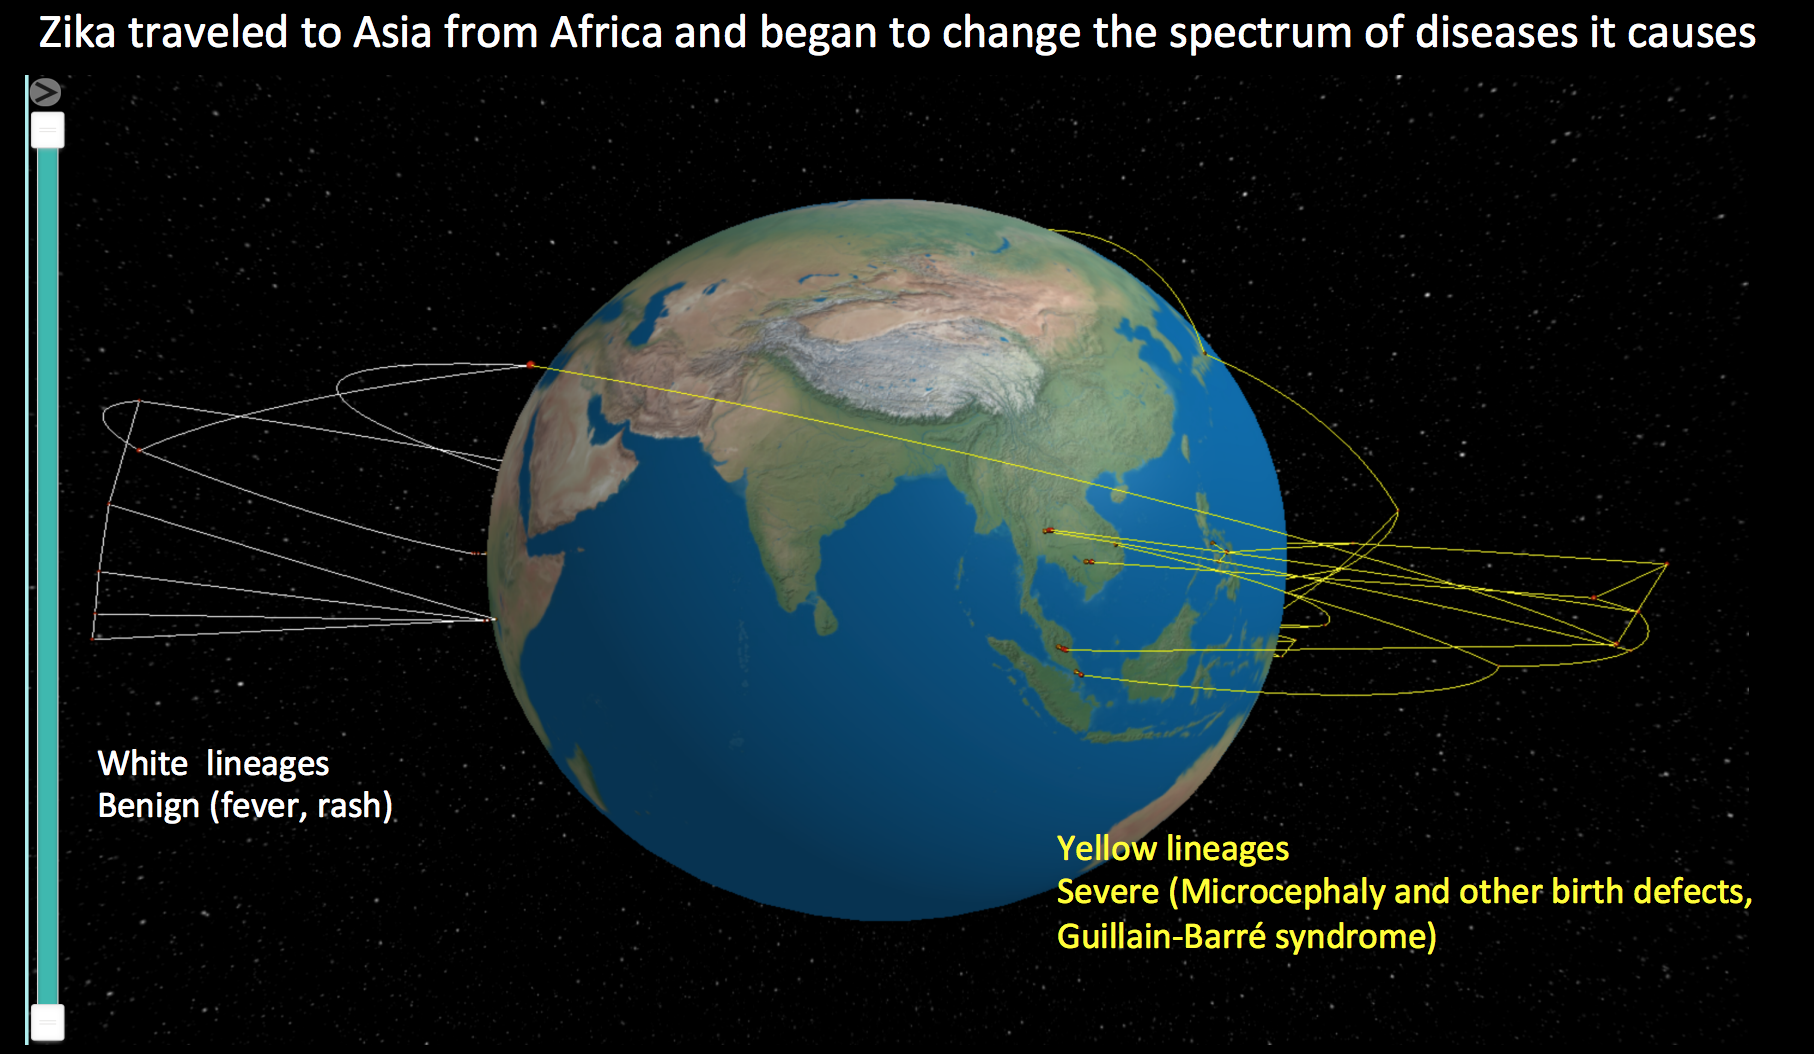 Zika traveled to Asia from Africa and began to change the spectrum of diseases it causes
White lineages
Benign (fever, rash)
Yellow lineages
Severe (Microcephaly and other birth defects,
Guillain-Barré syndrome)